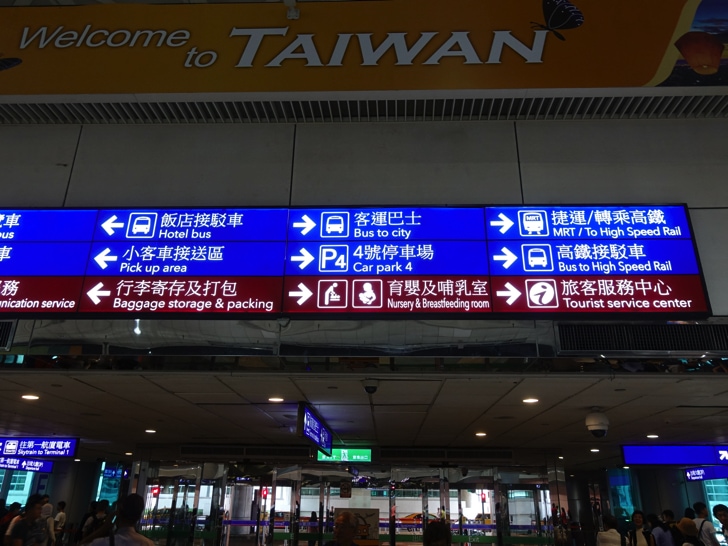 Welcome to TAIWAN
車
bus
飯店接駁車
Hotel bus
客運巴士
Bus to city
MRT
捷運/轉乘高鐵
MRT / To High Speed Rail
車
小客車接送區
Pick up area
P4
4號停車場
Car park 4
高鐵接駁車
Bus to High Speed Rail
務
service
行李寄存及打包
Baggage storage & packing
育嬰及哺乳室
Nursery & Breastfeeding room
旅客服務中心
Tourist service center
往第一航廈電車
Skytrain to Terminal 1